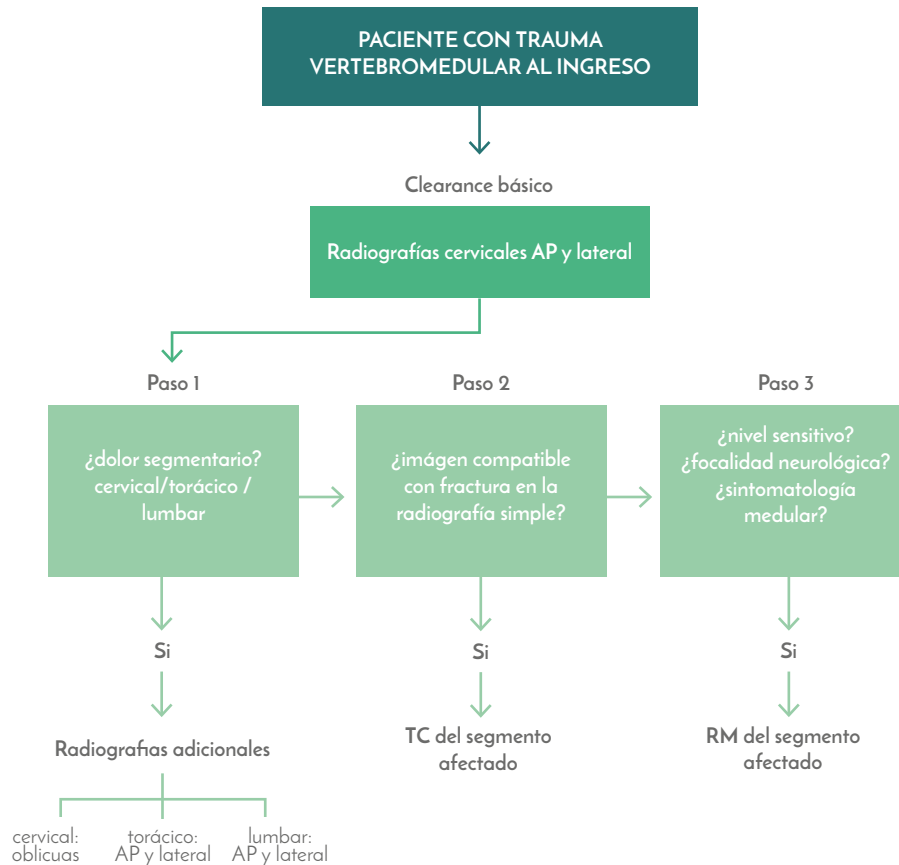 PACIENTE CON TRAUMA
VERTEBROMEDULAR AL INGRESO
Clearance básico
Radiografías cervicales AP y lateral
Paso 1
¿dolor segmentario?
cervical/torácico /
lumbar
Si
Radiografias adicionales
cervical:
oblicuas
torácico:
AP y lateral
lumbar:
AP y lateral
Paso 2
¿imágen compatible
con fractura en la
radiografía simple?
Si
TC del segmento
afectado
Paso 3
¿nivel sensitivo?
¿focalidad neurológica?
¿sintomatología
medular?
Si
RM del segmento
afectado